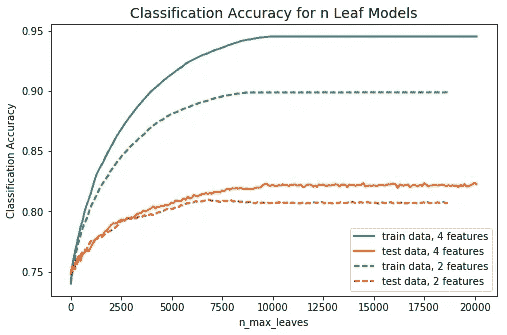 Classification Accuracy for n Leaf Models
Classification Accuracy
0.95
0.90
0.85
0.80
0.75
0
2500
5000
7500
10000
12500
15000
17500
20000
n_max_leaves
train data, 4 features
test data, 4 features
train data, 2 features
test data, 2 features